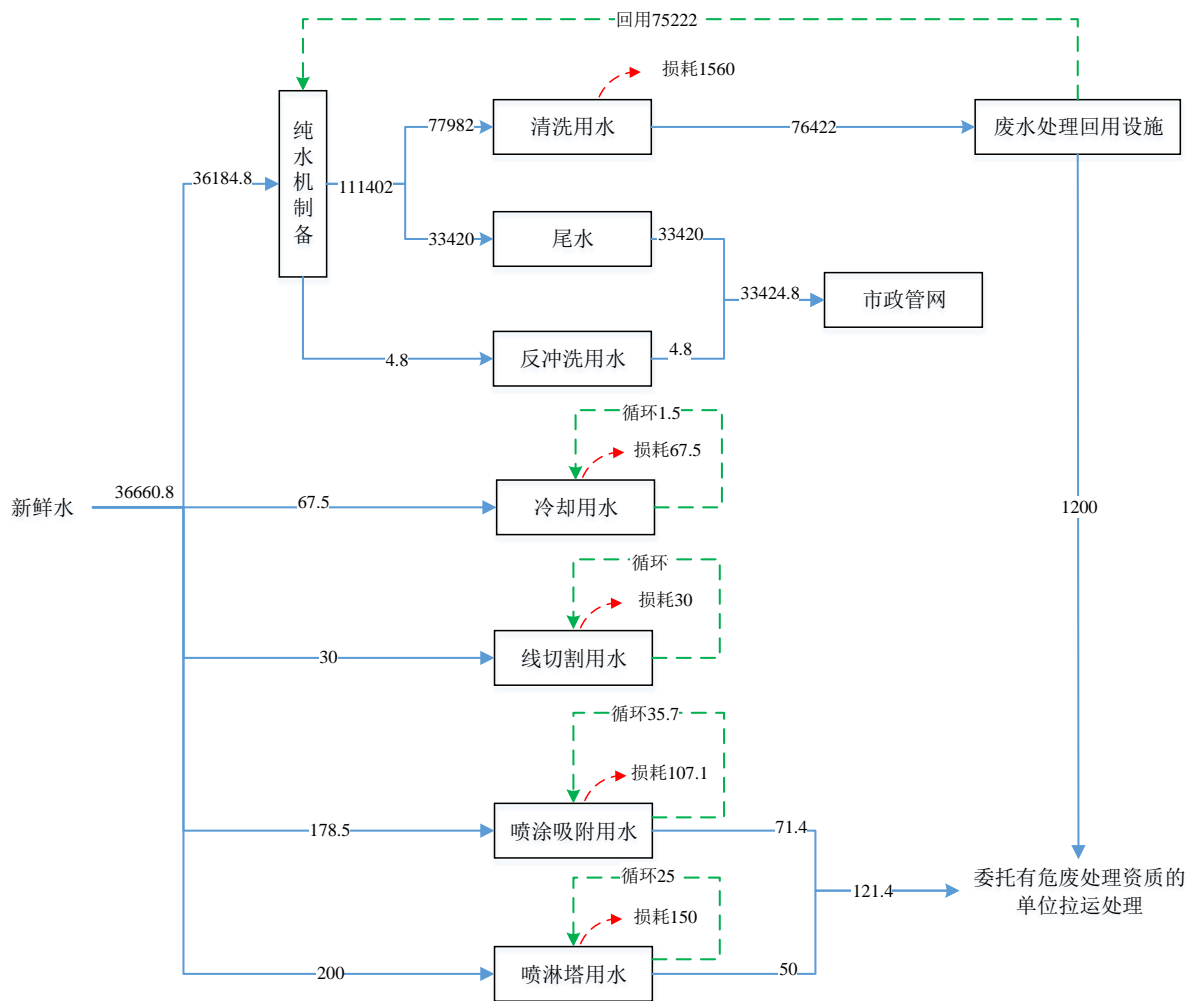 回用75222
损耗1560
纯水机制备
77982
清洗用水
76422
废水处理回用设施
36184.8
111402
33420
尾水
33420
33424.8
市政管网
4.8
反冲洗用水
4.8
循环1.5
损耗67.5
新鲜水
36660.8
67.5
冷却用水
1200
循环
损耗30
30
线切割用水
循环35.7
损耗107.1
178.5
喷涂吸附用水
71.4
循环25
121.4
委托有危废处理资质的
单位拉运处理
损耗150
200
喷淋塔用水
50